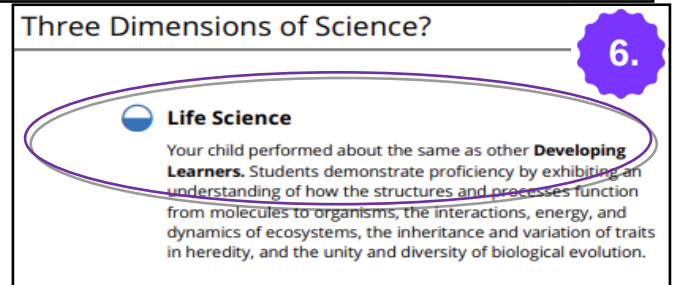 Three Dimensions of Science?
6.
Life Science
Your child performed about the same as other Developing
Learners. Students demonstrate proficiency by exhibiting an
understanding of how the structures and processes function
from molecules to organisms, the interactions, energy, and
dynamics of ecosystems, the inheritance and variation of traits
in heredity, and the unity and diversity of biological evolution.